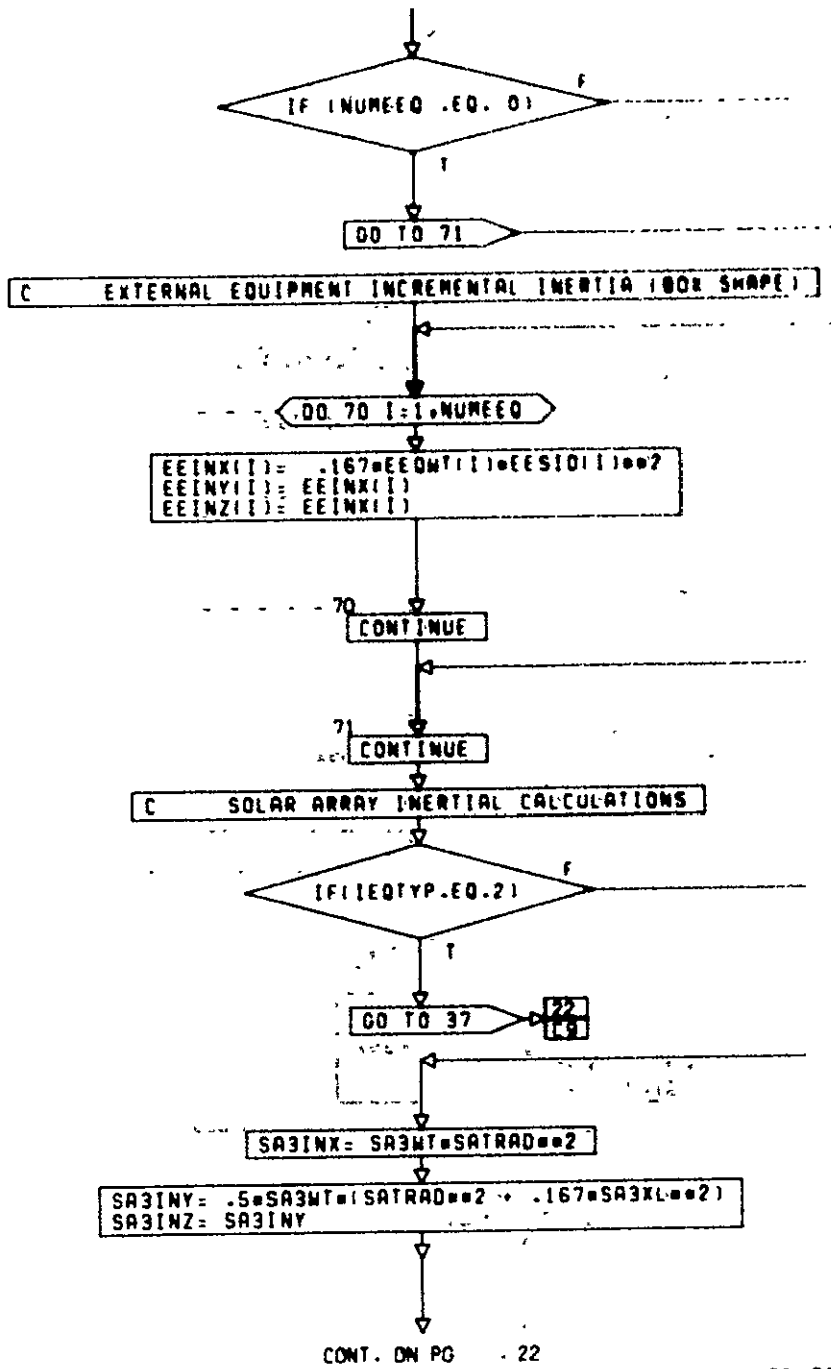 F
IF (NUMEEQ .EQ. 0)
T
GO TO 71
C EXTERNAL EQUIPMENT INCREMENTAL INERTIA (BOX SHAPE)
DO 70 I=1,NUMEEQ
EEINX(I)= .167*EEQWT(I)*EESID(I)**2
EEINY(I)= EEINX(I)
EEINZ(I)= EEINX(I)
70
CONTINUE
71
CONTINUE
C SOLAR ARRAY INERTIAL CALCULATIONS
F
IF(IEQTYP.EQ.2)
T
GO TO 37
22
C9
SA3INX= SA3WT*SATRAD**2
SA3INY= .5*SA3WT*(SATRAD**2 + .167*SA3XL**2)
SA3INZ= SA3INY
CONT. ON PG 22